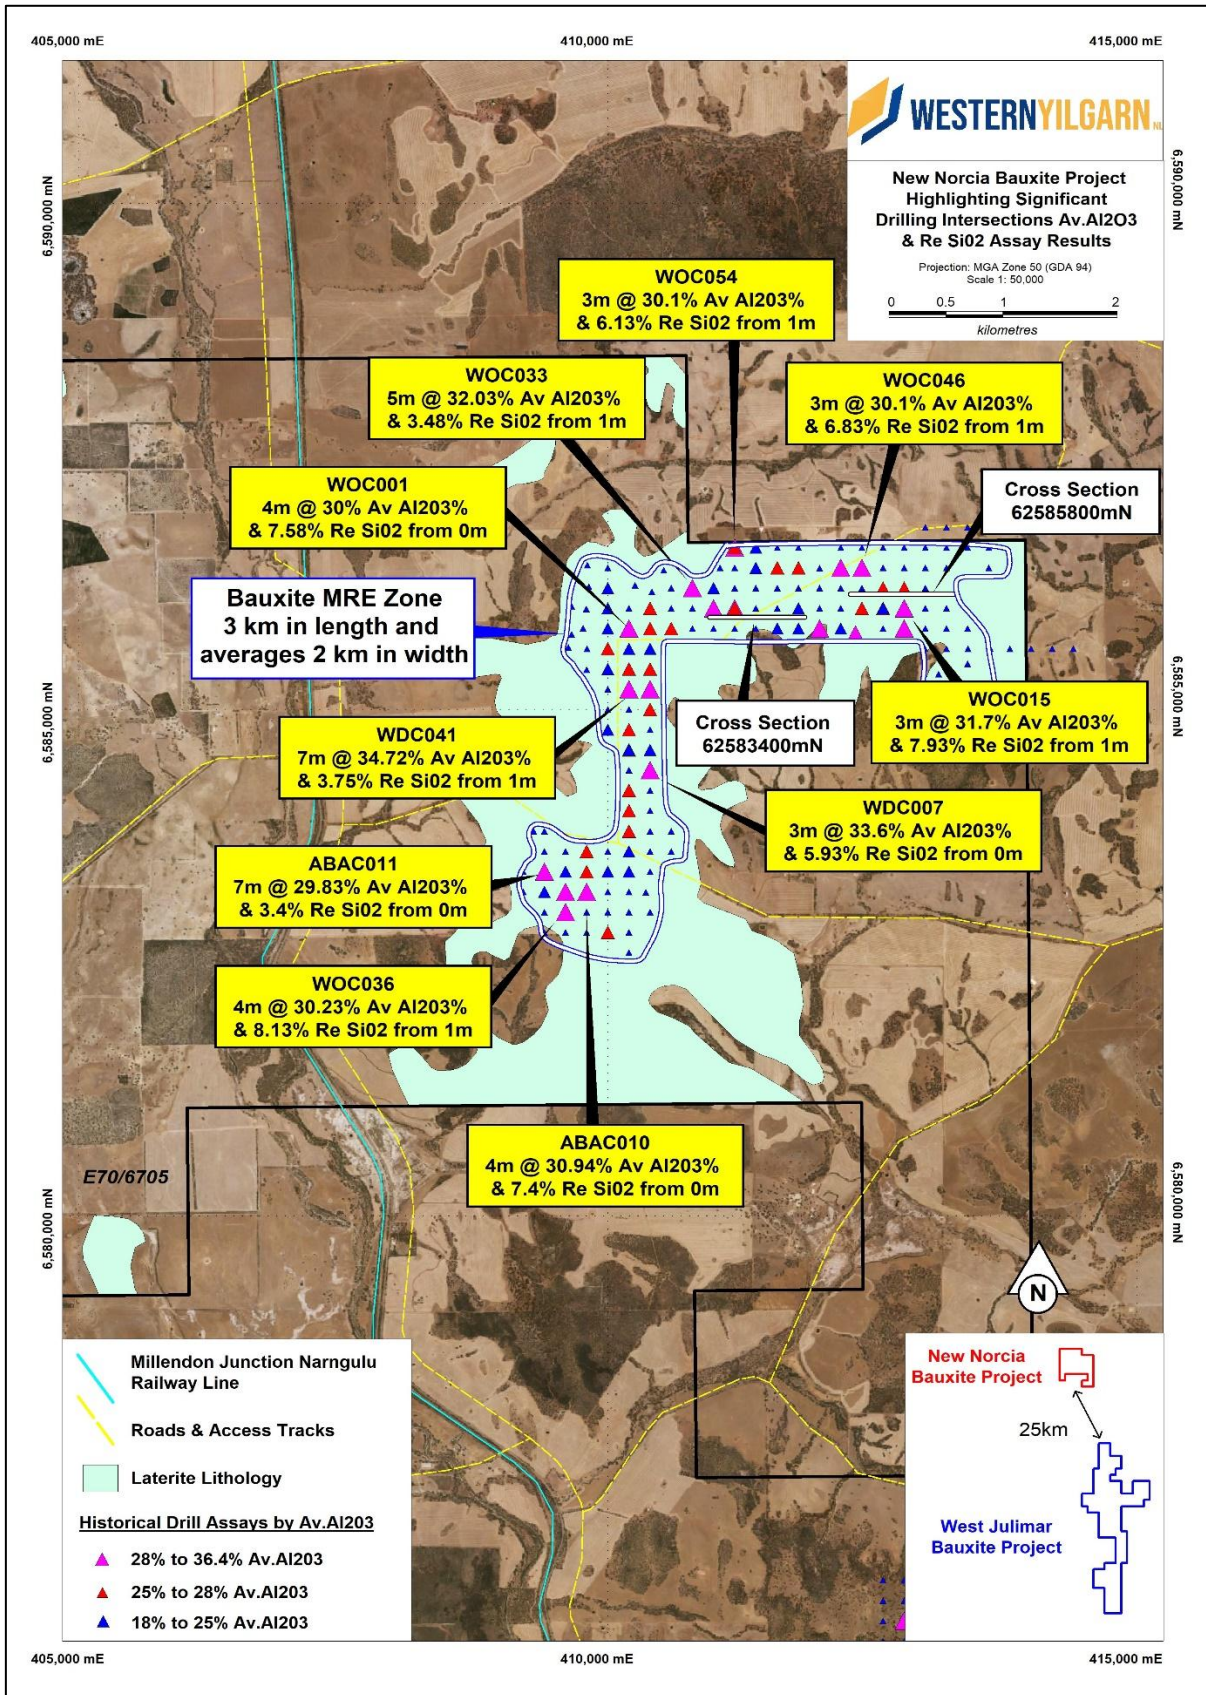 405,000 mE
410,000 mE
415,000 mE
WESTERNYILGARN NL
New Norcia Bauxite Project
Highlighting Significant
Drilling Intersections Av.Al2O3
& Re Si02 Assay Results
Projection: MGA Zone 50 (GDA 94)
Scale 1: 50,000
0 0.5 1 2
kilometres
6,590,000 mN
6,590,000 mN
WOC054
3m @ 30.1% Av Al203%
& 6.13% Re Si02 from 1m
WOC033
5m @ 32.03% Av Al203%
& 3.48% Re Si02 from 1m
WOC046
3m @ 30.1% Av Al203%
& 6.83% Re Si02 from 1m
WOC001
4m @ 30% Av Al203%
& 7.58% Re Si02 from 0m
Cross Section
62585800mN
Bauxite MRE Zone
3 km in length and
averages 2 km in width
6,585,000 mN
6,585,000 mN
WOC015
3m @ 31.7% Av Al203%
& 7.93% Re Si02 from 1m
Cross Section
62583400mN
WDC041
7m @ 34.72% Av Al203%
& 3.75% Re Si02 from 1m
WDC007
3m @ 33.6% Av Al203%
& 5.93% Re Si02 from 0m
ABAC011
7m @ 29.83% Av Al203%
& 3.4% Re Si02 from 0m
WOC036
4m @ 30.23% Av Al203%
& 8.13% Re Si02 from 1m
ABAC010
4m @ 30.94% Av Al203%
& 7.4% Re Si02 from 0m
E70/6705
6,580,000 mN
6,580,000 mN
N
Millendon Junction Narngulu
Railway Line
Roads & Access Tracks
Laterite Lithology
Historical Drill Assays by Av.Al203
28% to 36.4% Av.Al203
25% to 28% Av.Al203
18% to 25% Av.Al203
New Norcia
Bauxite Project
25km
West Julimar
Bauxite Project
405,000 mE
410,000 mE
415,000 mE